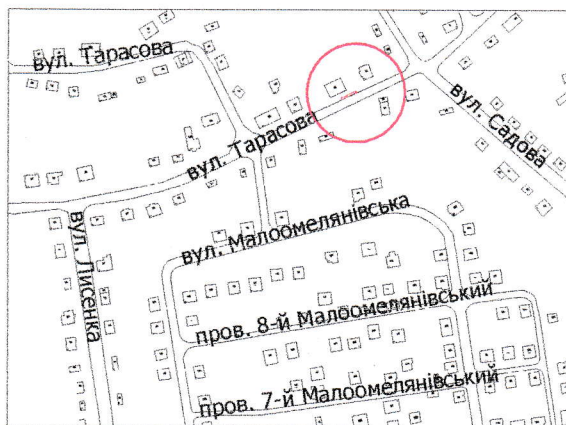 вул. Тарасова
вул. Тарасова
вул. Садова
вул. Малоомелянівська
вул. Лисенка
пров. 8-й Малоомелянівський
пров. 7-й Малоомелянівський